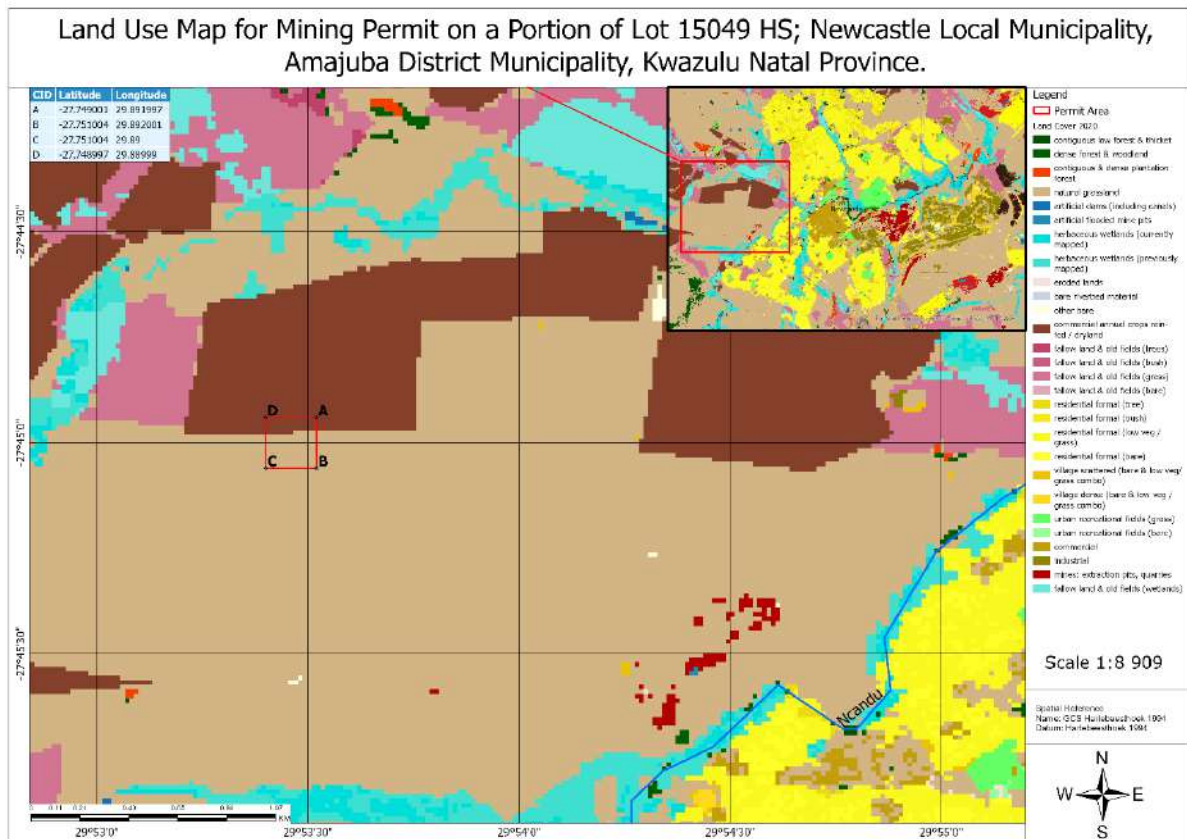 Land Use Map for Mining Permit on a Portion of Lot 15049 HS; Newcastle Local Municipality,
Amajuba District Municipality, Kwazulu Natal Province.
CID Latitude Longitude
A -27.749001 29.891997
B -27.751004 29.892001
C -27.751004 29.89
D -27.748997 29.88999
Legend
Permit Area
Land Cover 2020
contiguous low forest & thicket
dense forest & woodland
contiguous & dense plantation
forest
natural grassland
artificial dams (including canals)
artificial flooded mine pits
herbaceous wetlands (currently
mapped)
herbaceous wetlands (previously
mapped)
eroded lands
bare riverbed material
other bare
commercial annual crops rain-
fed / dryland
fallow land & old fields (trees)
fallow land & old fields (bush)
fallow land & old fields (grass)
fallow land & old fields (bare)
residential formal (tree)
residential formal (bush)
residential formal (low veg /
grass)
residential formal (bare)
village scattered (bare & low veg/
grass combo)
village dense (bare & low veg /
grass combo)
urban recreational fields (grass)
urban recreational fields (bare)
commercial
industrial
mines: extraction pits, quarries
fallow land & old fields (wetlands)
Scale 1:8 909
Spatial Reference
Name: GCS Hartebeesthoek 1994
Datum: Hartebeesthoek 1994
N
W E
S
D A
C B
Ncandu
-27°44'30"
-27°45'0"
-27°45'30"
29°53'0" 29°53'30" 29°54'0" 29°54'30" 29°55'0"